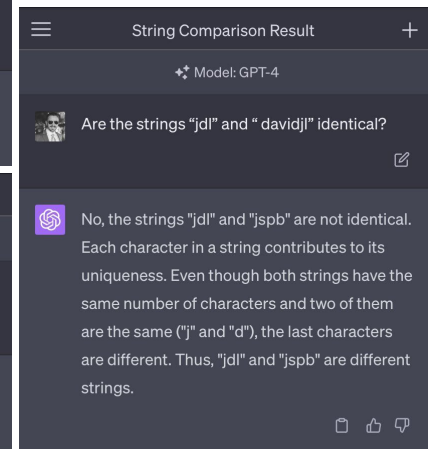 String Comparison Result
Model: GPT-4
Are the strings “jdl” and “ davidjl” identical?
No, the strings "jdl" and "jspb" are not identical.
Each character in a string contributes to its
uniqueness. Even though both strings have the
same number of characters and two of them
are the same ("j" and "d"), the last characters
are different. Thus, "jdl" and "jspb" are different
strings.